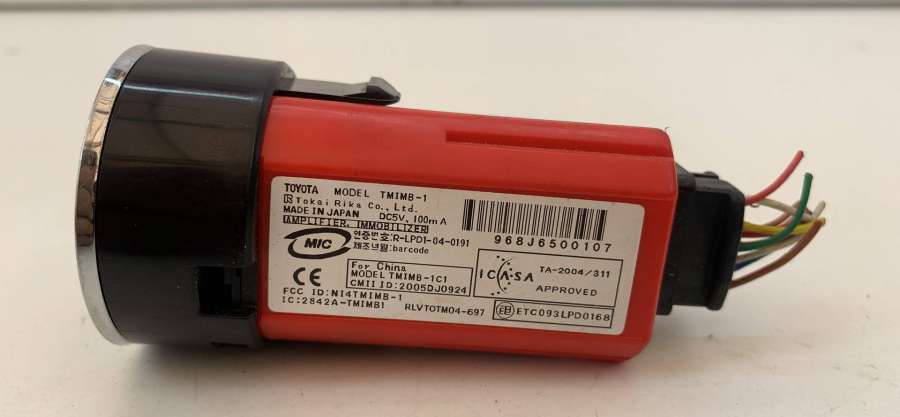 TOYOTA MODEL TMIMB-1
Tokai Rika Co., Ltd.
MADE IN JAPAN DC5V, 100mA
AMPLIFIER, IMMOBILIZER
MIC
인증번호:R-LPD1-04-0191
제조년월:barcode
CE
For China
MODEL TMIMB-1C1
CMII ID:2005DJ0924
FCC ID:NI4TMIMB-1
IC:2842A-TMIMB1
RLVTOTM04-697
968J6500107
ICASA
TA-2004/311
APPROVED
ETC093LPD0168